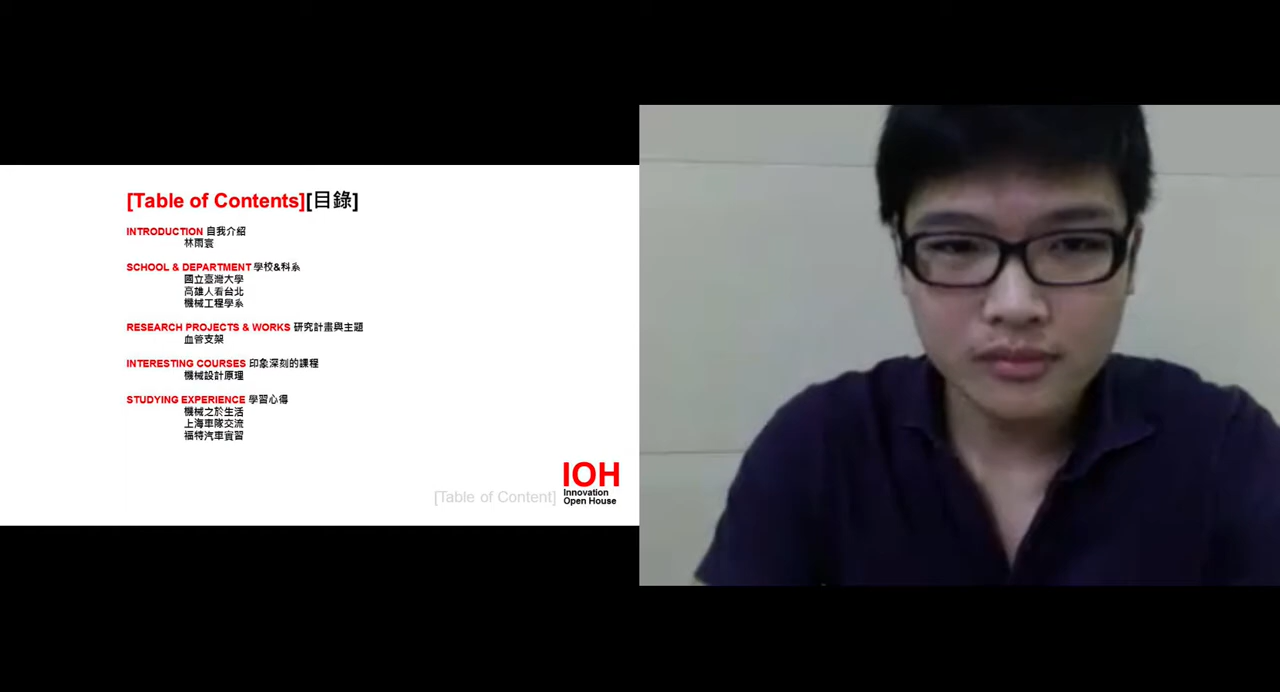 [Table of Contents][目錄]
INTRODUCTION 自我介紹
林雨寰
SCHOOL & DEPARTMENT 學校&科系
國立臺灣大學
高雄人看台北
機械工程學系
RESEARCH PROJECTS & WORKS 研究計畫與主題
血管支架
INTERESTING COURSES 印象深刻的課程
機械設計原理
STUDYING EXPERIENCE 學習心得
機械之於生活
上海車隊交流
福特汽車實習
[Table of Content]
IOH
Innovation
Open House